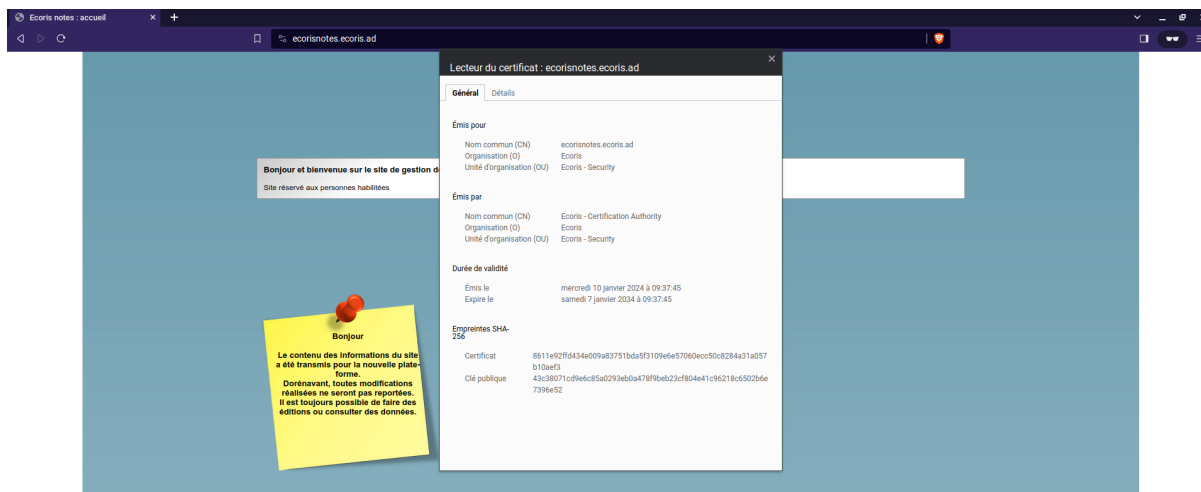 Ecoris notes : accueil
ecorisnotes.ecoris.ad
Lecteur du certificat : ecorisnotes.ecoris.ad
Général Détails
Émis pour
Nom commun (CN) ecorisnotes.ecoris.ad
Organisation (O) Ecoris
Unité d'organisation (OU) Ecoris - Security
Émis par
Nom commun (CN) Ecoris - Certification Authority
Organisation (O) Ecoris
Unité d'organisation (OU) Ecoris - Security
Durée de validité
Émis le mercredi 10 janvier 2024 à 09:37:45
Expire le samedi 7 janvier 2034 à 09:37:45
Empreintes SHA-
256
Certificat 8611e92ffd434e009a83751bda5f3109e6e57060ecc50c8284a31a057
b10aef3
Clé publique 43c38071cd9e6c85a0293eb0a478f9beb23cf804e41c96218c6502b6e
7396e52
Bonjour et bienvenue sur le site de gestion d
Site réservé aux personnes habilitées
Bonjour
Le contenu des informations du site
a été transmis pour la nouvelle plate-
forme.
Dorénavant, toutes modifications
réalisées ne seront pas reportées.
Il est toujours possible de faire des
éditions ou consulter des données.